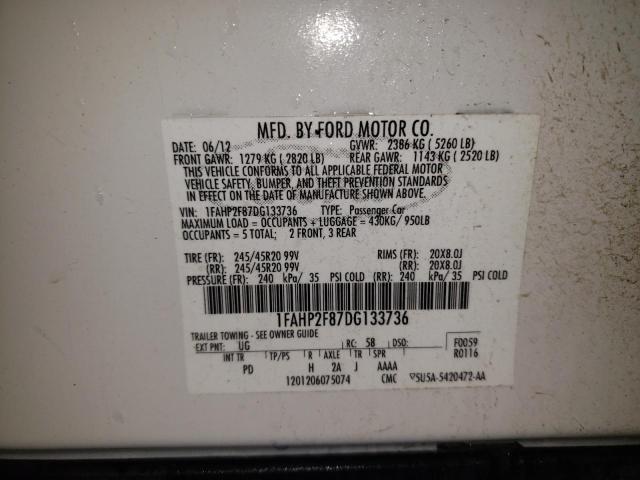 MFD. BY FORD MOTOR CO.
DATE: 06/12 GVWR: 2386 KG ( 5260 LB)
FRONT GAWR: 1279 KG ( 2820 LB) REAR GAWR: 1143 KG ( 2520 LB)
THIS VEHICLE CONFORMS TO ALL APPLICABLE FEDERAL MOTOR
VEHICLE SAFETY, BUMPER, AND THEFT PREVENTION STANDARDS
IN EFFECT ON THE DATE OF MANUFACTURE SHOWN ABOVE.
VIN: 1FAHP2F87DG133736 TYPE: Passenger Car
MAXIMUM LOAD = OCCUPANTS + LUGGAGE = 430KG/ 950LB
OCCUPANTS = 5 TOTAL; 2 FRONT, 3 REAR
TIRE (FR): 245/45R20 99V RIMS (FR): 20X8.0J
(RR): 245/45R20 99V (RR): 20X8.0J
PRESSURE (FR): 240 kPa/ 35 PSI COLD (RR): 240 kPa/ 35 PSI COLD
1FAHP2F87DG133736
TRAILER TOWING - SEE OWNER GUIDE
EXT PNT: UG RC: 58 DSO: F0059
INT TR TP/PS R AXLE TR SPR R0116
PD H 2A J AAAA
1201206075074 CMC 5U5A-5420472-AA